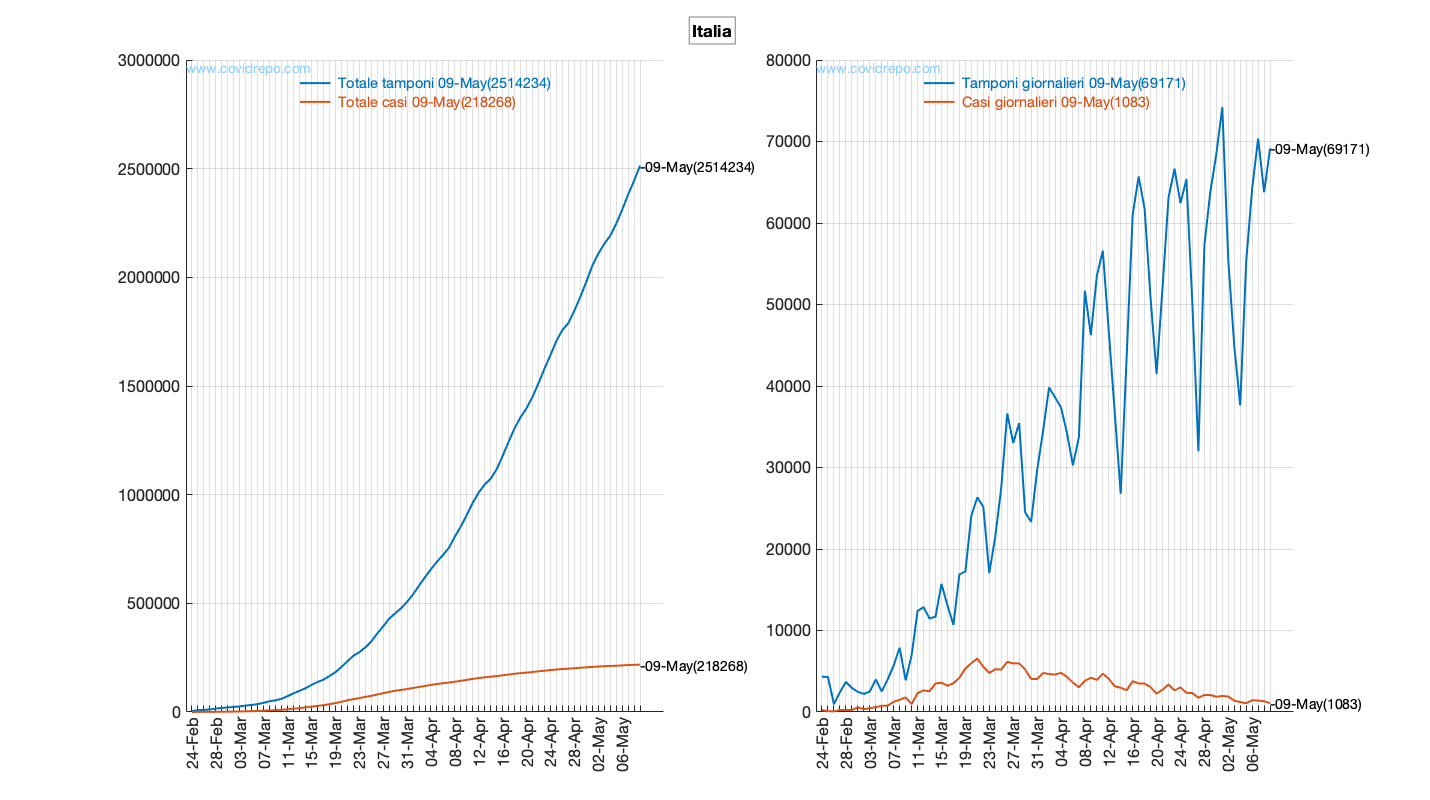 Italia
www.covidrepo.com
Totale tamponi 09-May(2514234)
Totale casi 09-May(218268)
3000000
2500000
2000000
1500000
1000000
500000
0
-09-May(2514234)
-09-May(218268)
24-Feb
28-Feb
03-Mar
07-Mar
11-Mar
15-Mar
19-Mar
23-Mar
27-Mar
31-Mar
04-Apr
08-Apr
12-Apr
16-Apr
20-Apr
24-Apr
28-Apr
02-May
06-May
www.covidrepo.com
Tamponi giornalieri 09-May(69171)
Casi giornalieri 09-May(1083)
80000
70000
60000
50000
40000
30000
20000
10000
0
-09-May(69171)
-09-May(1083)
24-Feb
28-Feb
03-Mar
07-Mar
11-Mar
15-Mar
19-Mar
23-Mar
27-Mar
31-Mar
04-Apr
08-Apr
12-Apr
16-Apr
20-Apr
24-Apr
28-Apr
02-May
06-May